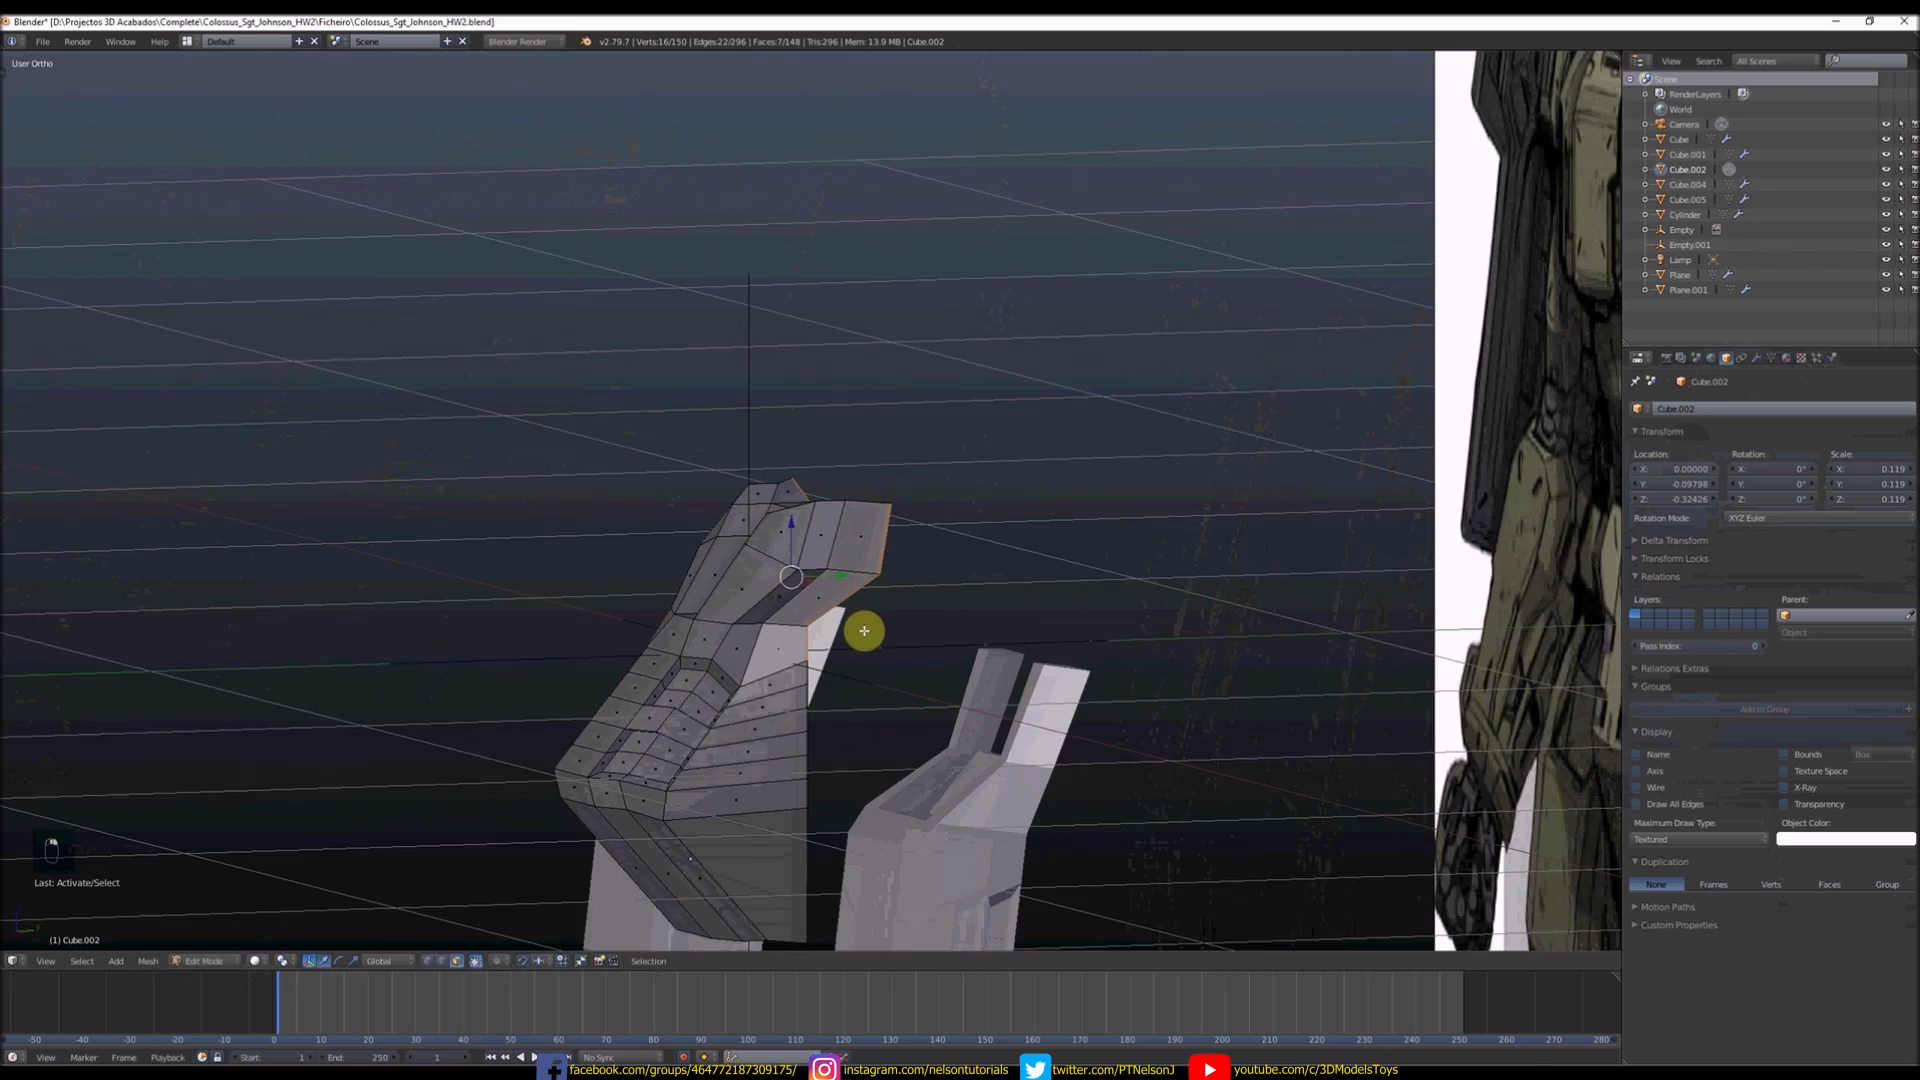 Blender* [D:\Projectos 3D Acabados\Complete\Colossus_Sgt_Johnson_HW2\Ficheiro\Colossus_Sgt_Johnson_HW2.blend]
File Render Window Help Default Scene Blender Render v2.79.7 | Verts:16/150 | Edges:22/296 | Faces:7/148 | Tris:296 | Mem: 13.9 MB | Cube.002
User Ortho
View Search All Scenes
Scene
RenderLayers
World
Camera
Cube
Cube.001
Cube.002
Cube.004
Cube.005
Cylinder
Empty
Empty.001
Lamp
Plane
Plane.001
Cube.002
Cube.002
Transform
Location: Rotation: Scale:
X: 0.00000 X: 0° X: 0.119
Y: -0.09798 Y: 0° Y: 0.119
Z: -0.32426 Z: 0° Z: 0.119
Rotation Mode: XYZ Euler
Delta Transform
Transform Locks
Relations
Layers: Parent:
Object
Pass Index: 0
Relations Extras
Groups
Add to Group
Display
Name Bounds Box
Axis Texture Space
Wire X-Ray
Draw All Edges Transparency
Maximum Draw Type: Object Color:
Textured
Duplication
None Frames Verts Faces Group
Motion Paths
Custom Properties
Last: Activate/Select
(1) Cube.002
View Select Add Mesh Edit Mode Global Selection
-50 -40 -30 -20 -10 0 10 20 30 40 50 60 70 80 90 100 110 120 130 140 150 160 170 180 190 200 210 220 230 240 250 260 270 280
View Marker Frame Playback Start: 1 End: 250 1 No Sync
facebook.com/groups/464772187309175/ instagram.com/nelsontutorials twitter.com/PTNelsonJ youtube.com/c/3DModelsToys